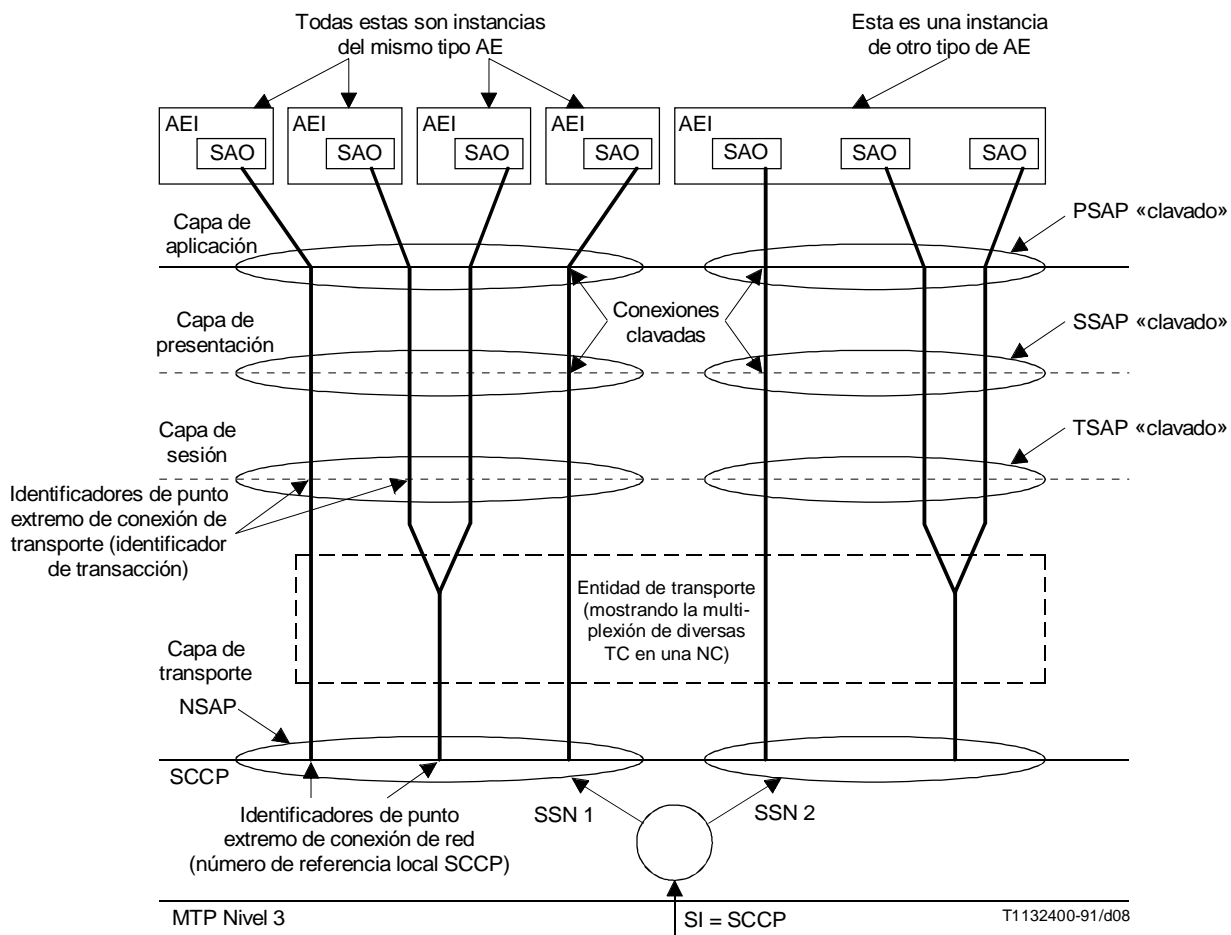 Todas estas son instancias
del mismo tipo AE
Esta es una instancia
de otro tipo de AE
AEI
AEI
AEI
AEI
AEI
SAO
SAO
SAO
SAO
SAO
SAO
SAO
Capa de
aplicación
PSAP «clavado»
Conexiones
clavadas
Capa de
presentación
SSAP «clavado»
Capa de
sesión
TSAP «clavado»
Identificadores de punto
extremo de conexión de
transporte (identificador
de transacción)
Entidad de transporte
(mostrando la multi-
plexión de diversas
TC en una NC)
Capa de
transporte
NSAP
SCCP
Identificadores de punto
extremo de conexión de red
(número de referencia local SCCP)
SSN 1
SSN 2
MTP Nivel 3
SI = SCCP
T1132400-91/d08